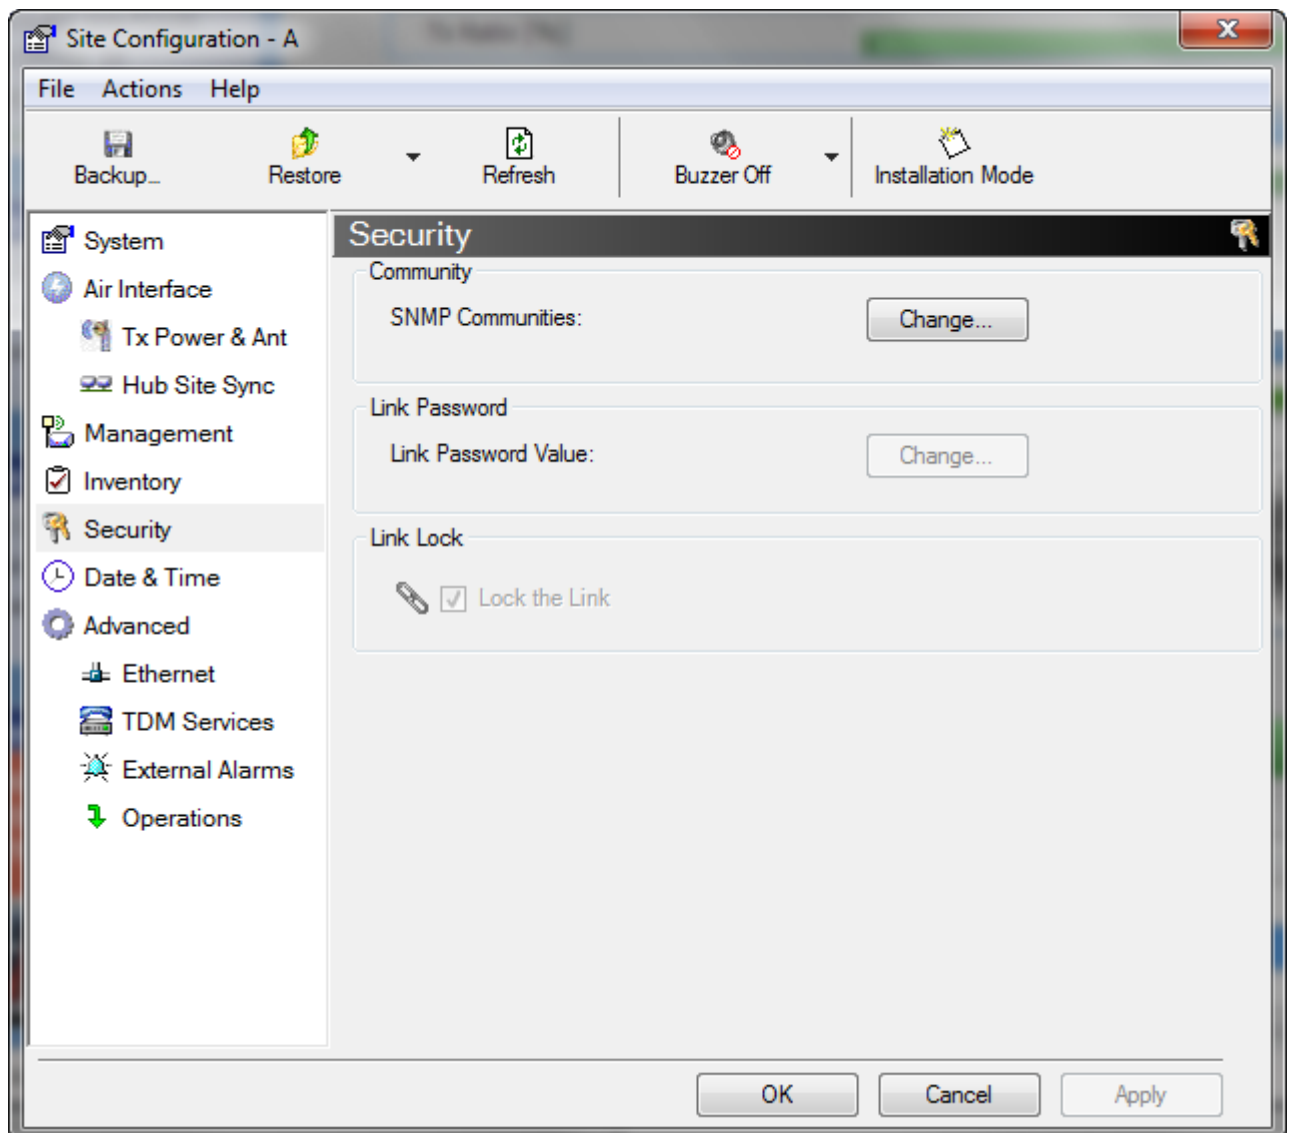 Site Configuration - A
File Actions Help
Backup... Restore Refresh Buzzer Off Installation Mode
System
Air Interface
Tx Power & Ant
Hub Site Sync
Management
Inventory
Security
Date & Time
Advanced
Ethernet
TDM Services
External Alarms
Operations
Security
Community
SNMP Communities: Change...
Link Password
Link Password Value: Change...
Link Lock
Lock the Link
OK Cancel Apply